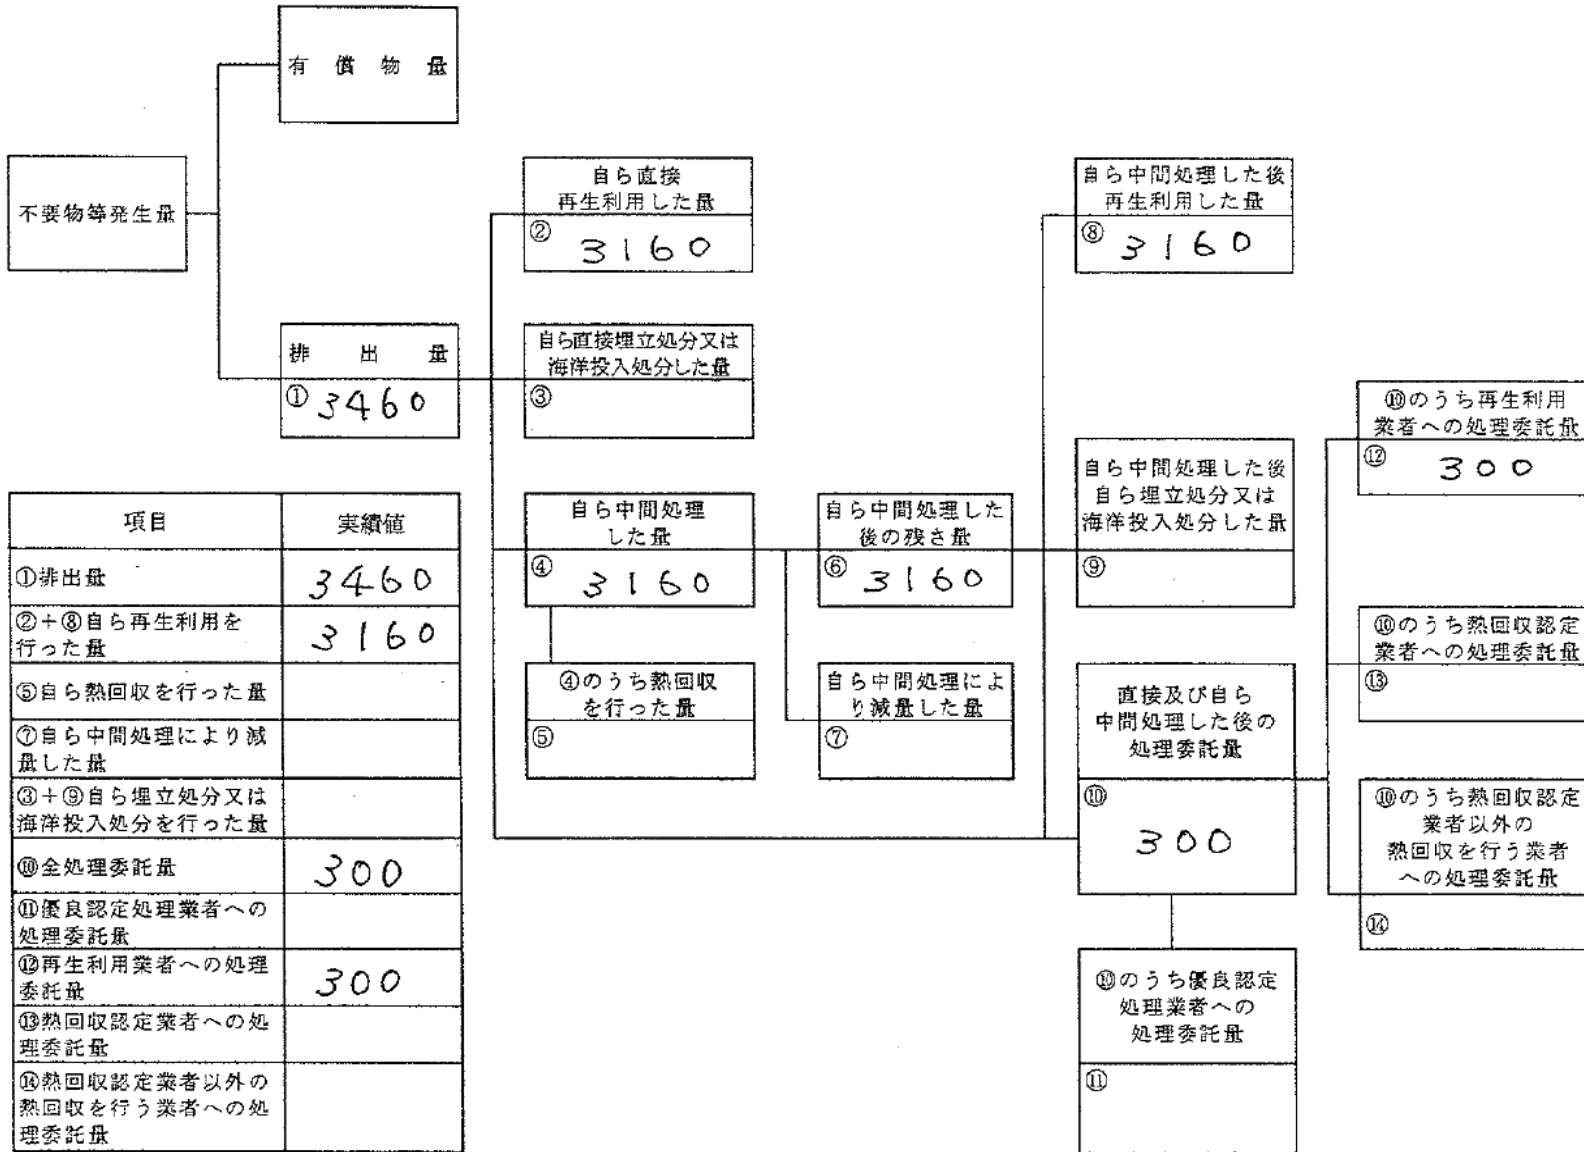 有償物量
不要物等発生量
排出量
① 3460
自ら直接
再生利用した量
② 3160
自ら直接埋立処分又は
海洋投入処分した量
③
自ら中間処理
した量
④ 3160
④のうち熱回収
を行った量
⑤
自ら中間処理した
後の残さ量
⑥ 3160
自ら中間処理によ
り減量した量
⑦
自ら中間処理した後
再生利用した量
⑧ 3160
自ら中間処理した後
自ら埋立処分又は
海洋投入処分した量
⑨
直接及び自ら
中間処理した後の
処理委託量
⑩
300
⑩のうち優良認定
処理業者への
処理委託量
⑪
⑩のうち再生利用
業者への処理委託量
⑫ 300
⑩のうち熱回収認定
業者への処理委託量
⑬
⑩のうち熱回収認定
業者以外の
熱回収を行う業者
への処理委託量
⑭
項目 実績値
①排出量 3460
②+⑧自ら再生利用を
行った量 3160
⑤自ら熱回収を行った量
⑦自ら中間処理により減
量した量
③+⑨自ら埋立処分又は
海洋投入処分を行った量
⑩全処理委託量 300
⑪優良認定処理業者への
処理委託量
⑫再生利用業者への処理
委託量 300
⑬熱回収認定業者への処
理委託量
⑭熱回収認定業者以外の
熱回収を行う業者への処
理委託量